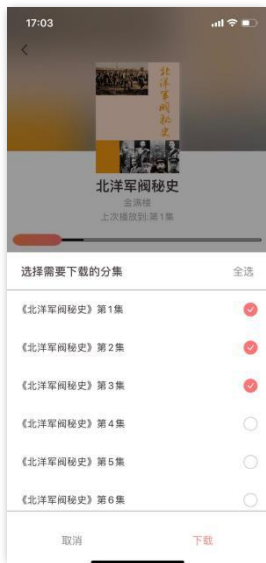 17:03
北洋军阀秘史
北洋军阀秘史
金满楼
上次播放到:第1集
选择需要下载的分集
全选
《北洋军阀秘史》第1集
《北洋军阀秘史》第2集
《北洋军阀秘史》第3集
《北洋军阀秘史》第4集
《北洋军阀秘史》第5集
《北洋军阀秘史》第6集
取消
下载